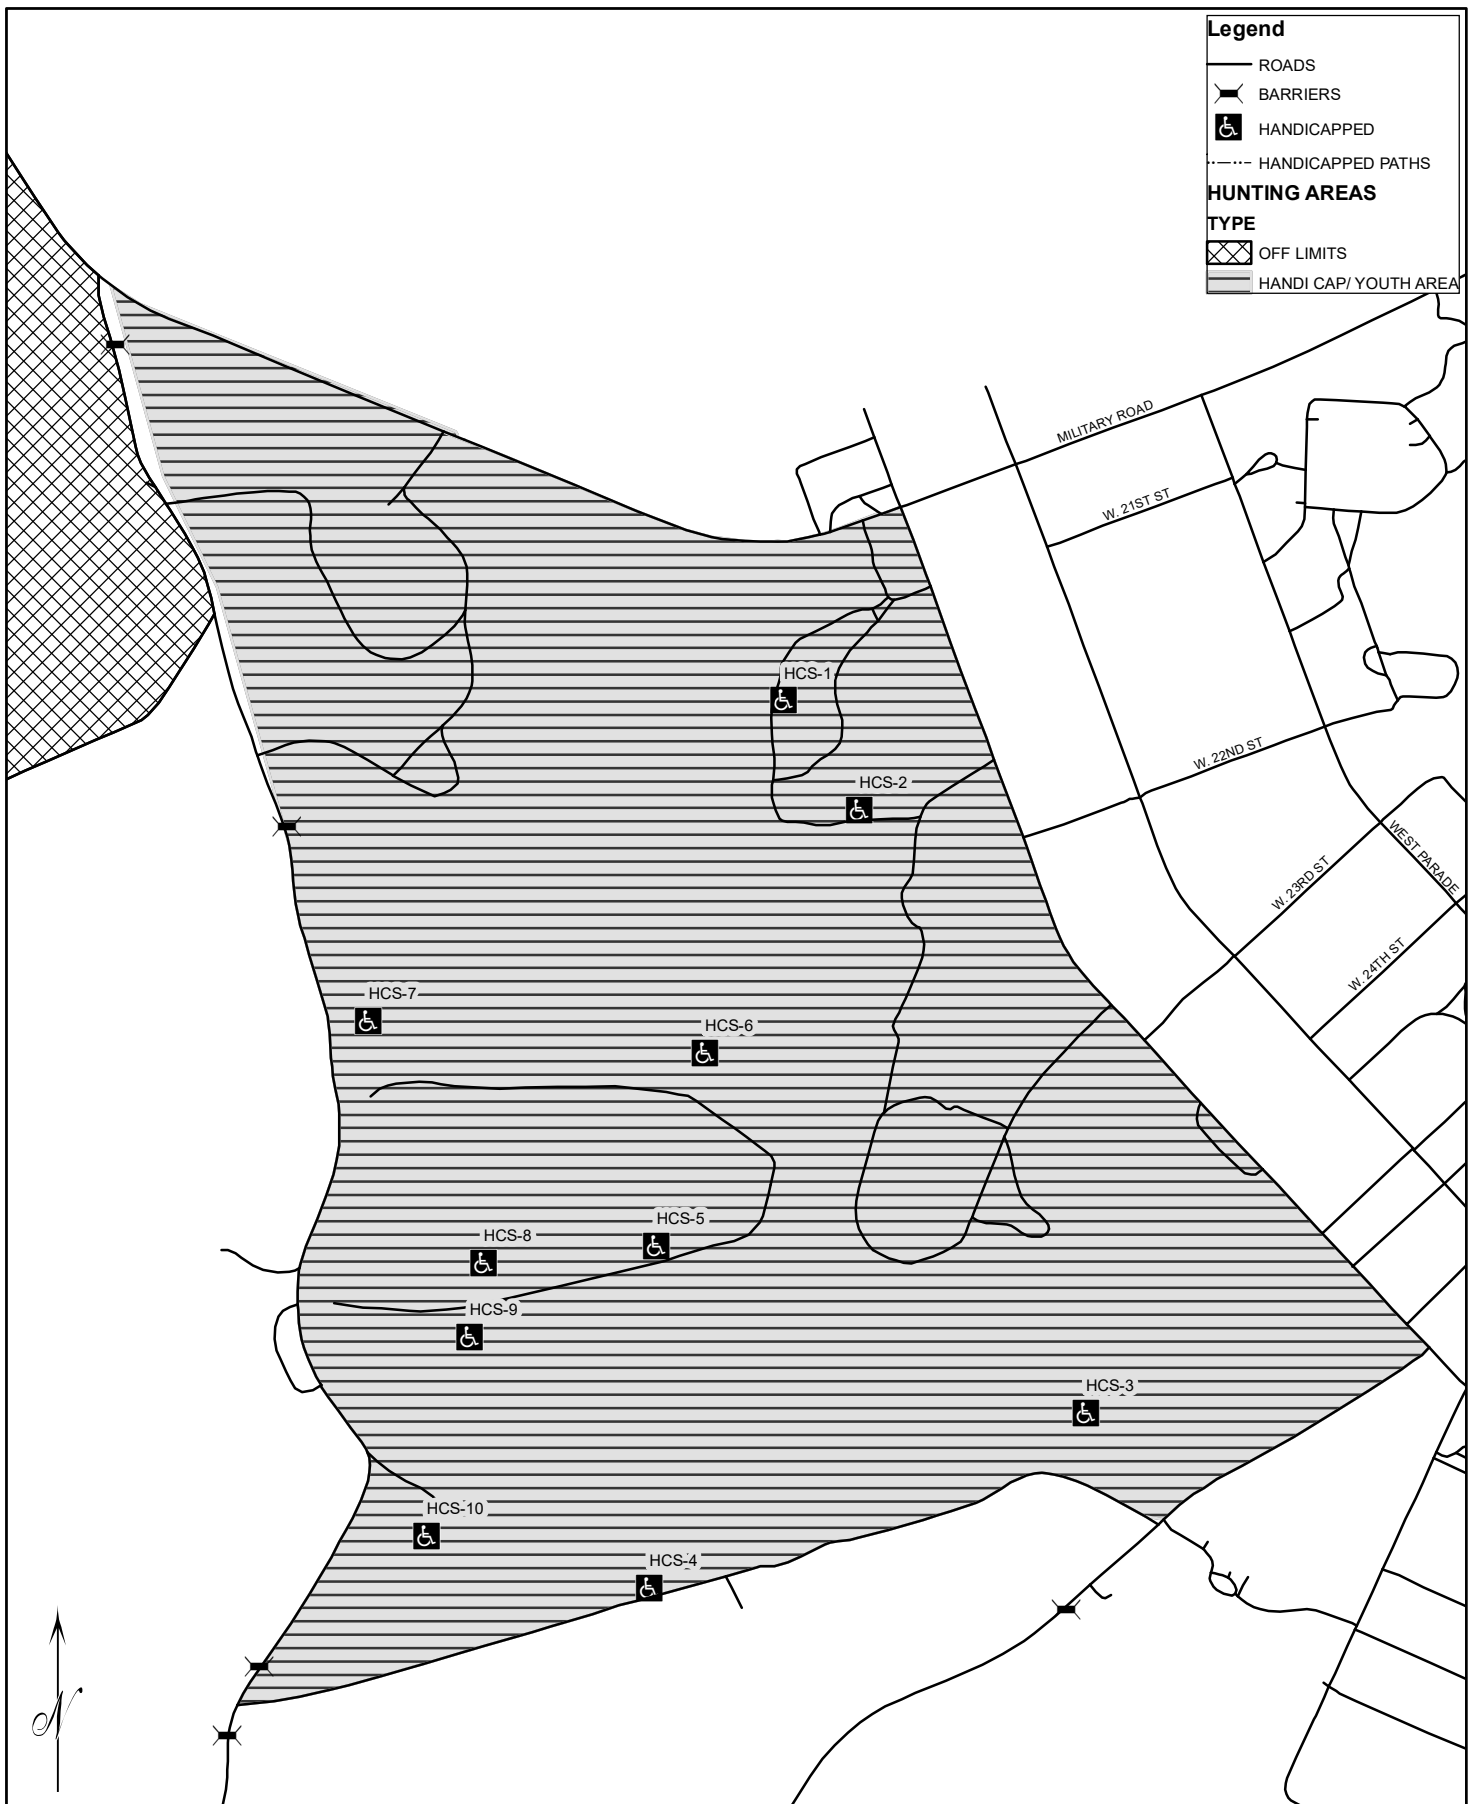 Legend
ROADS
BARRIERS
HANDICAPPED
HANDICAPPED PATHS
HUNTING AREAS
TYPE
OFF LIMITS
HANDI CAP/ YOUTH AREA
MILITARY ROAD
W. 21ST ST
HCS-1
W. 22ND ST
HCS-2
WEST PARADE
W. 23RD ST
W. 24TH ST
HCS-7
HCS-6
HCS-5
HCS-8
HCS-9
HCS-3
HCS-10
HCS-4
N